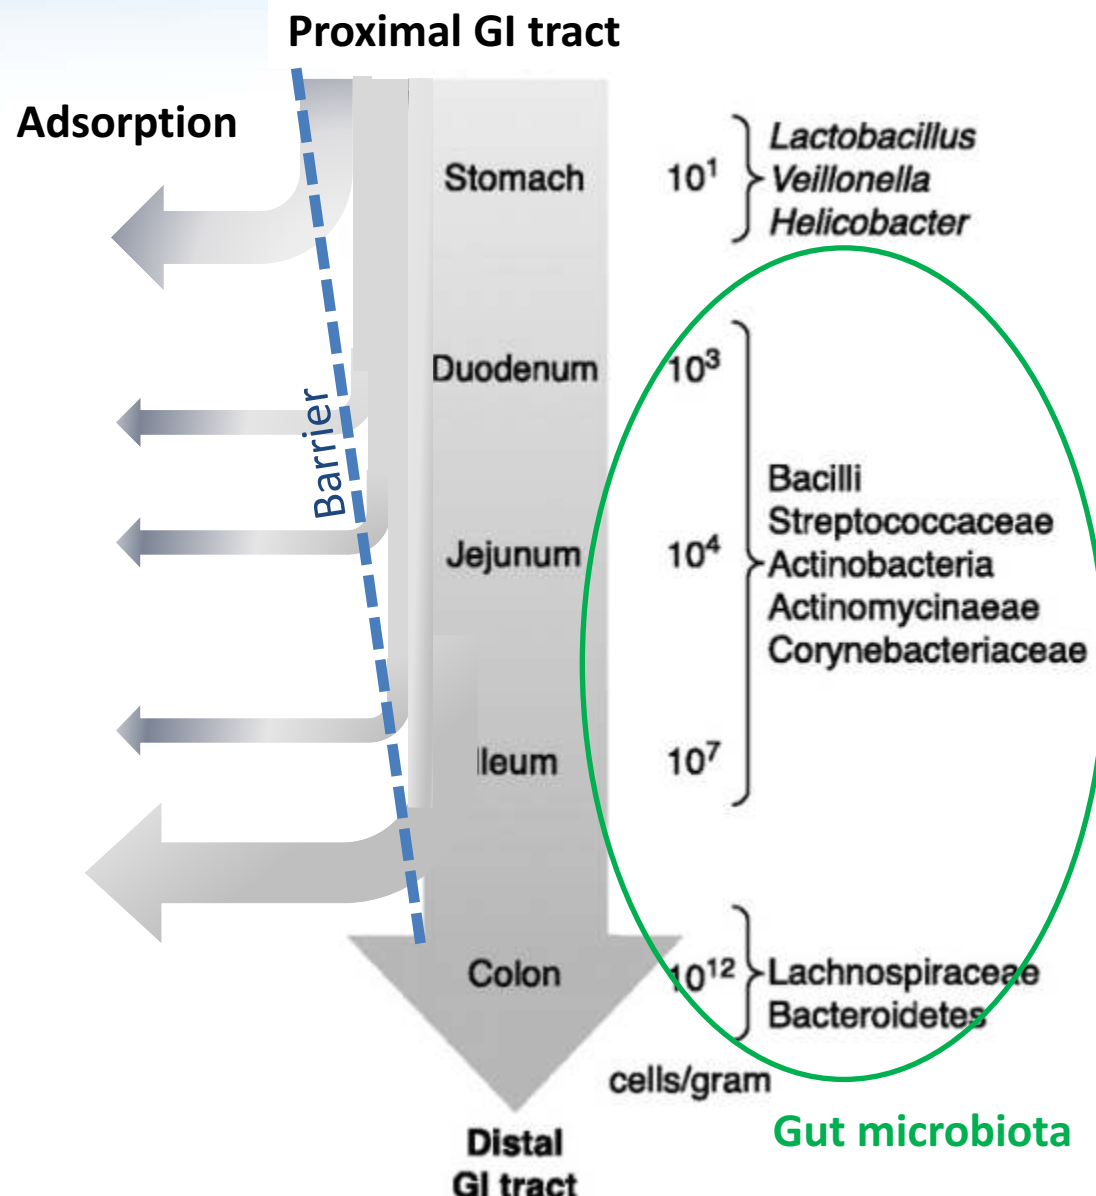 Proximal GI tract
Adsorption
Stomach
10¹
Lactobacillus
Veillonella
Helicobacter
Duodenum
10³
Barrier
Jejunum
10⁴
Bacilli
Streptococcaceae
Actinobacteria
Actinomycinaeae
Corynebacteriaceae
Ileum
10⁷
Colon
10¹²
Lachnospiraceae
Bacteroidetes
cells/gram
Gut microbiota
Distal
GI tract